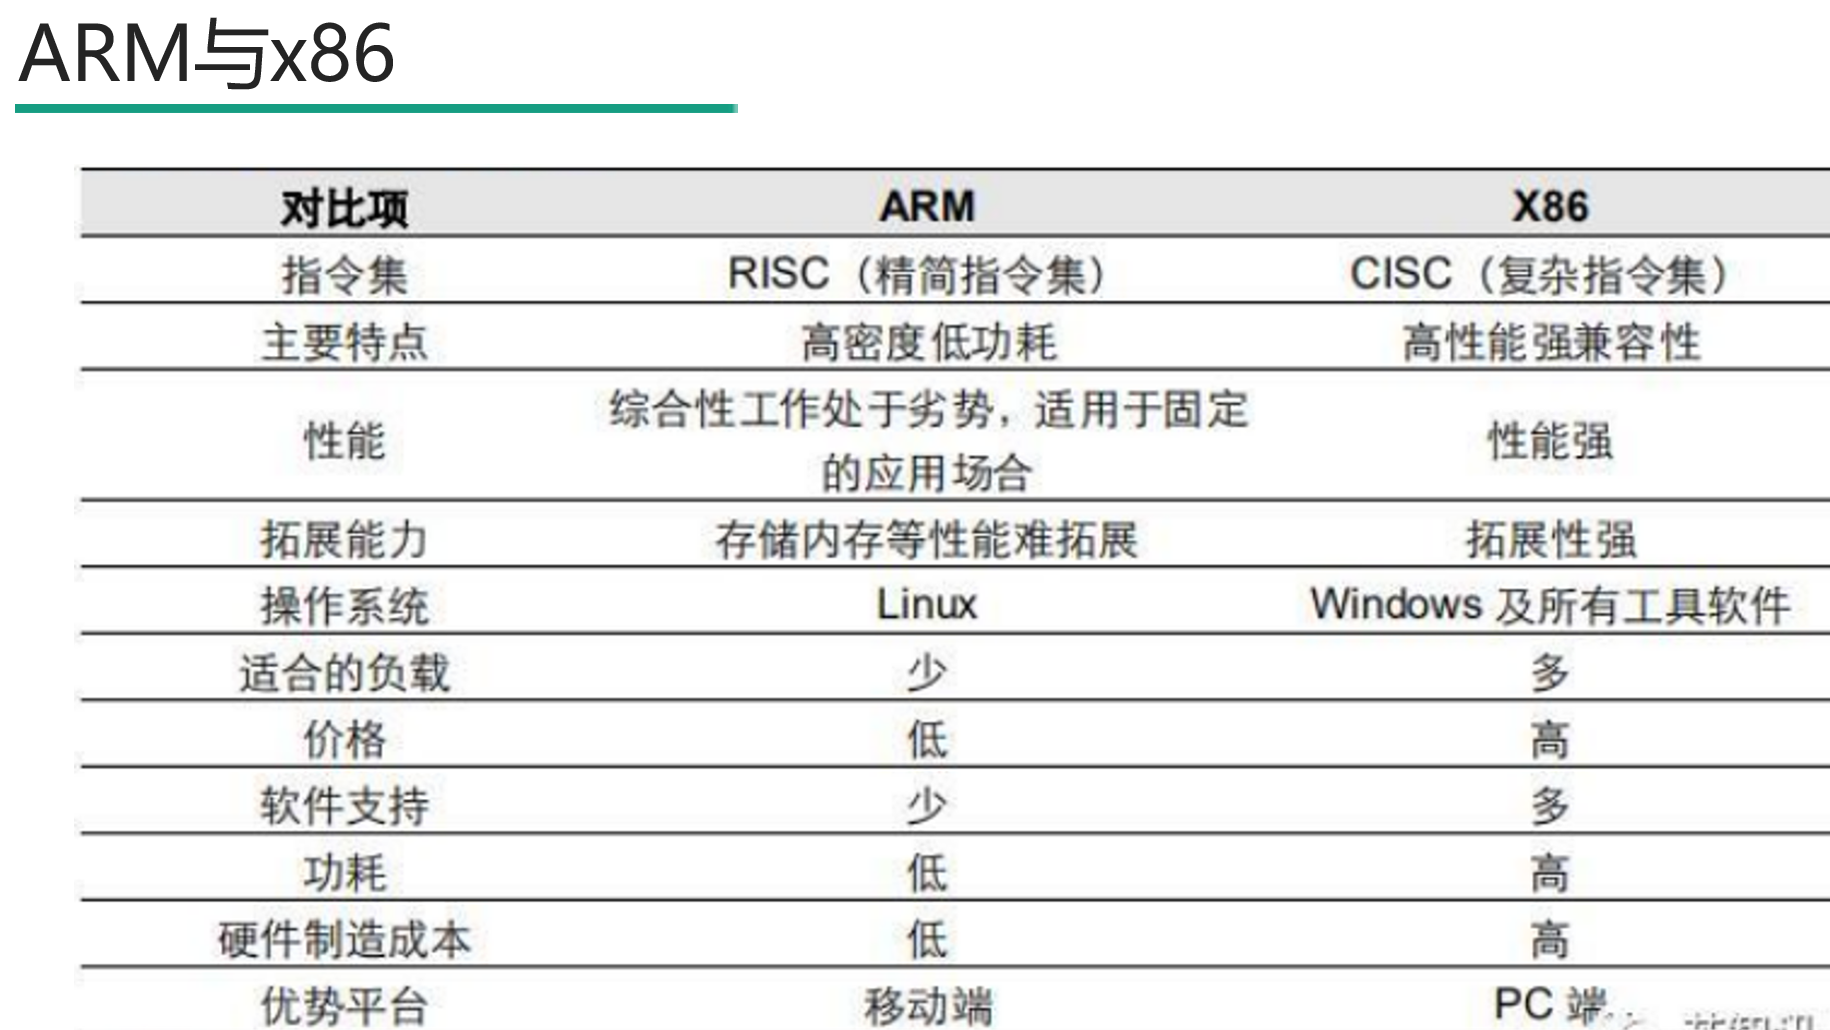 ARM与x86
对比项 ARM X86
指令集 RISC（精简指令集） CISC（复杂指令集）
主要特点 高密度低功耗 高性能强兼容性
性能 综合性工作处于劣势，适用于固定的应用场合 性能强
拓展能力 存储内存等性能难拓展 拓展性强
操作系统 Linux Windows 及所有工具软件
适合的负载 少 多
价格 低 高
软件支持 少 多
功耗 低 高
硬件制造成本 低 高
优势平台 移动端 PC 端